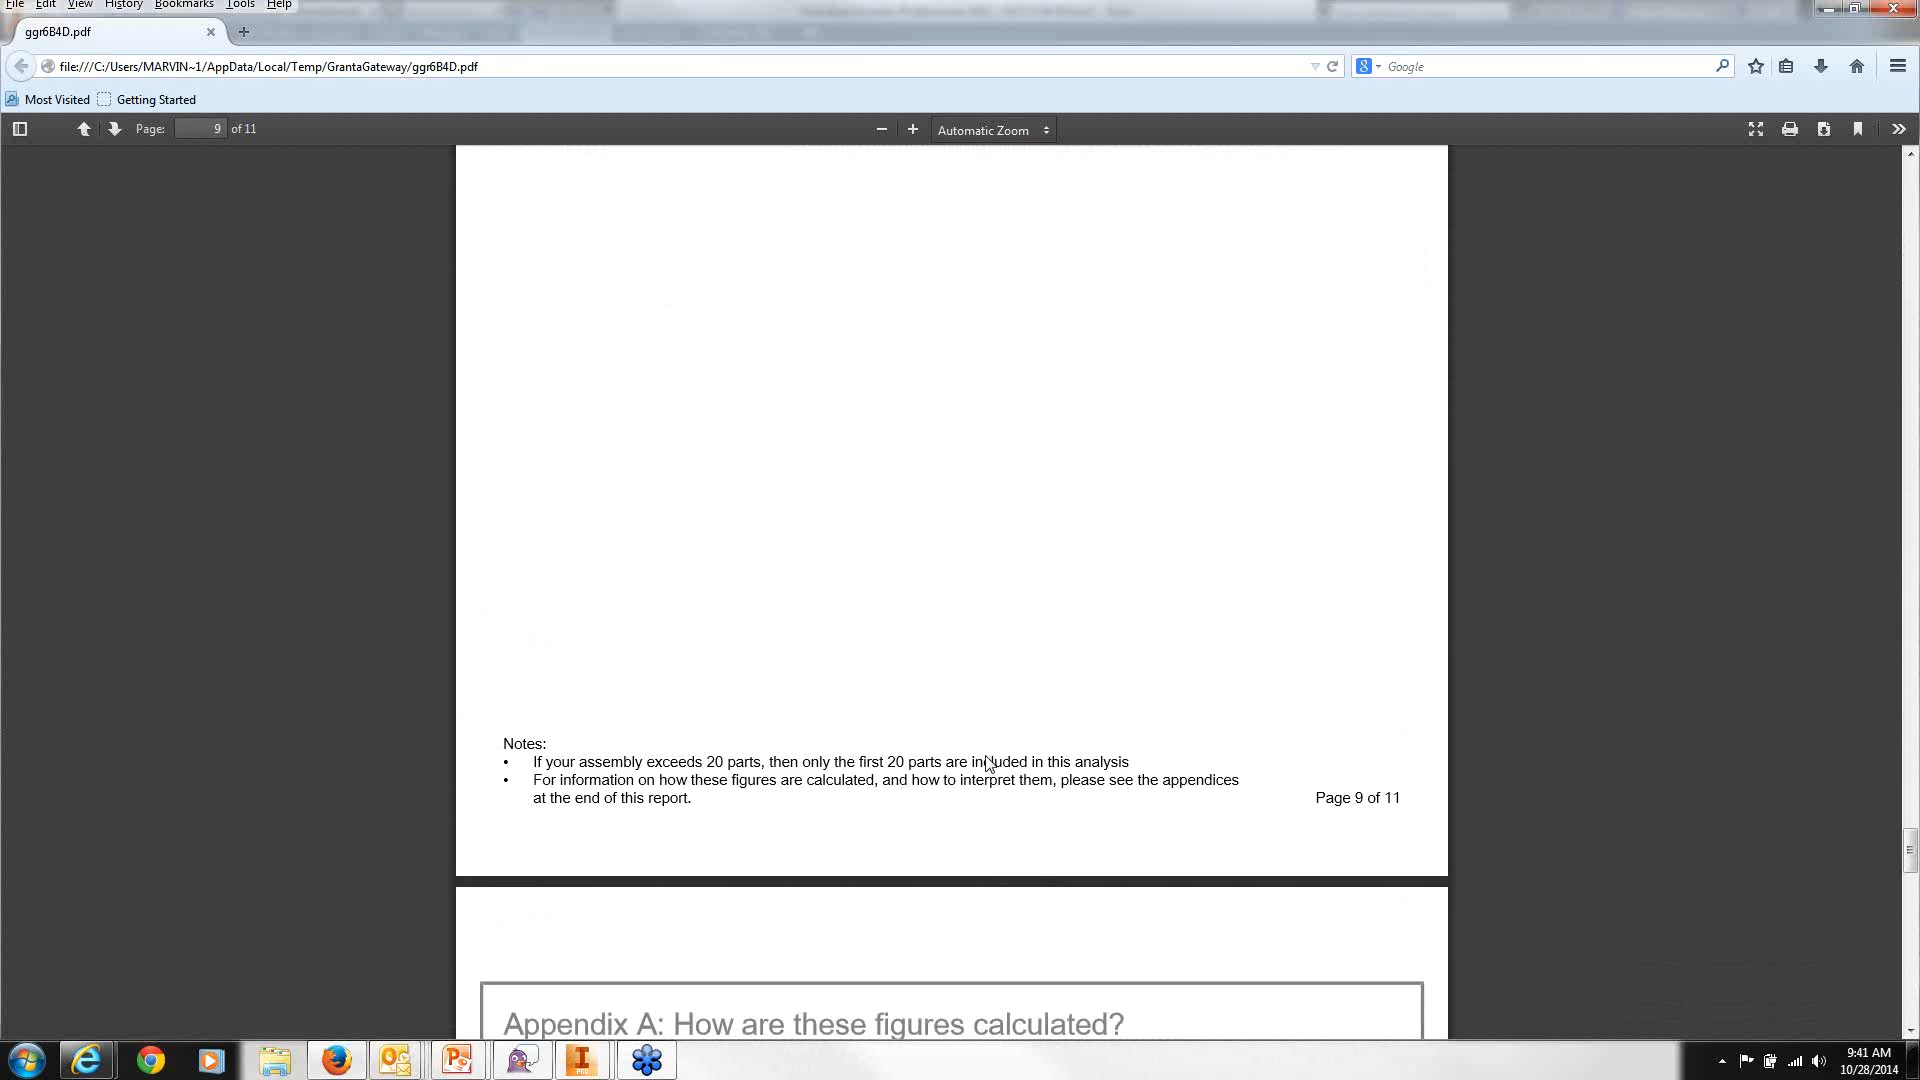 File Edit View History Bookmarks Tools Help
ggr6B4D.pdf
file:///C:/Users/MARVIN~1/AppData/Local/Temp/GrantaGateway/ggr6B4D.pdf
Google
Most Visited Getting Started
Page: 9 of 11
Automatic Zoom
Notes:
• If your assembly exceeds 20 parts, then only the first 20 parts are included in this analysis
• For information on how these figures are calculated, and how to interpret them, please see the appendices
at the end of this report.
Page 9 of 11
Appendix A: How are these figures calculated?
9:41 AM
10/28/2014